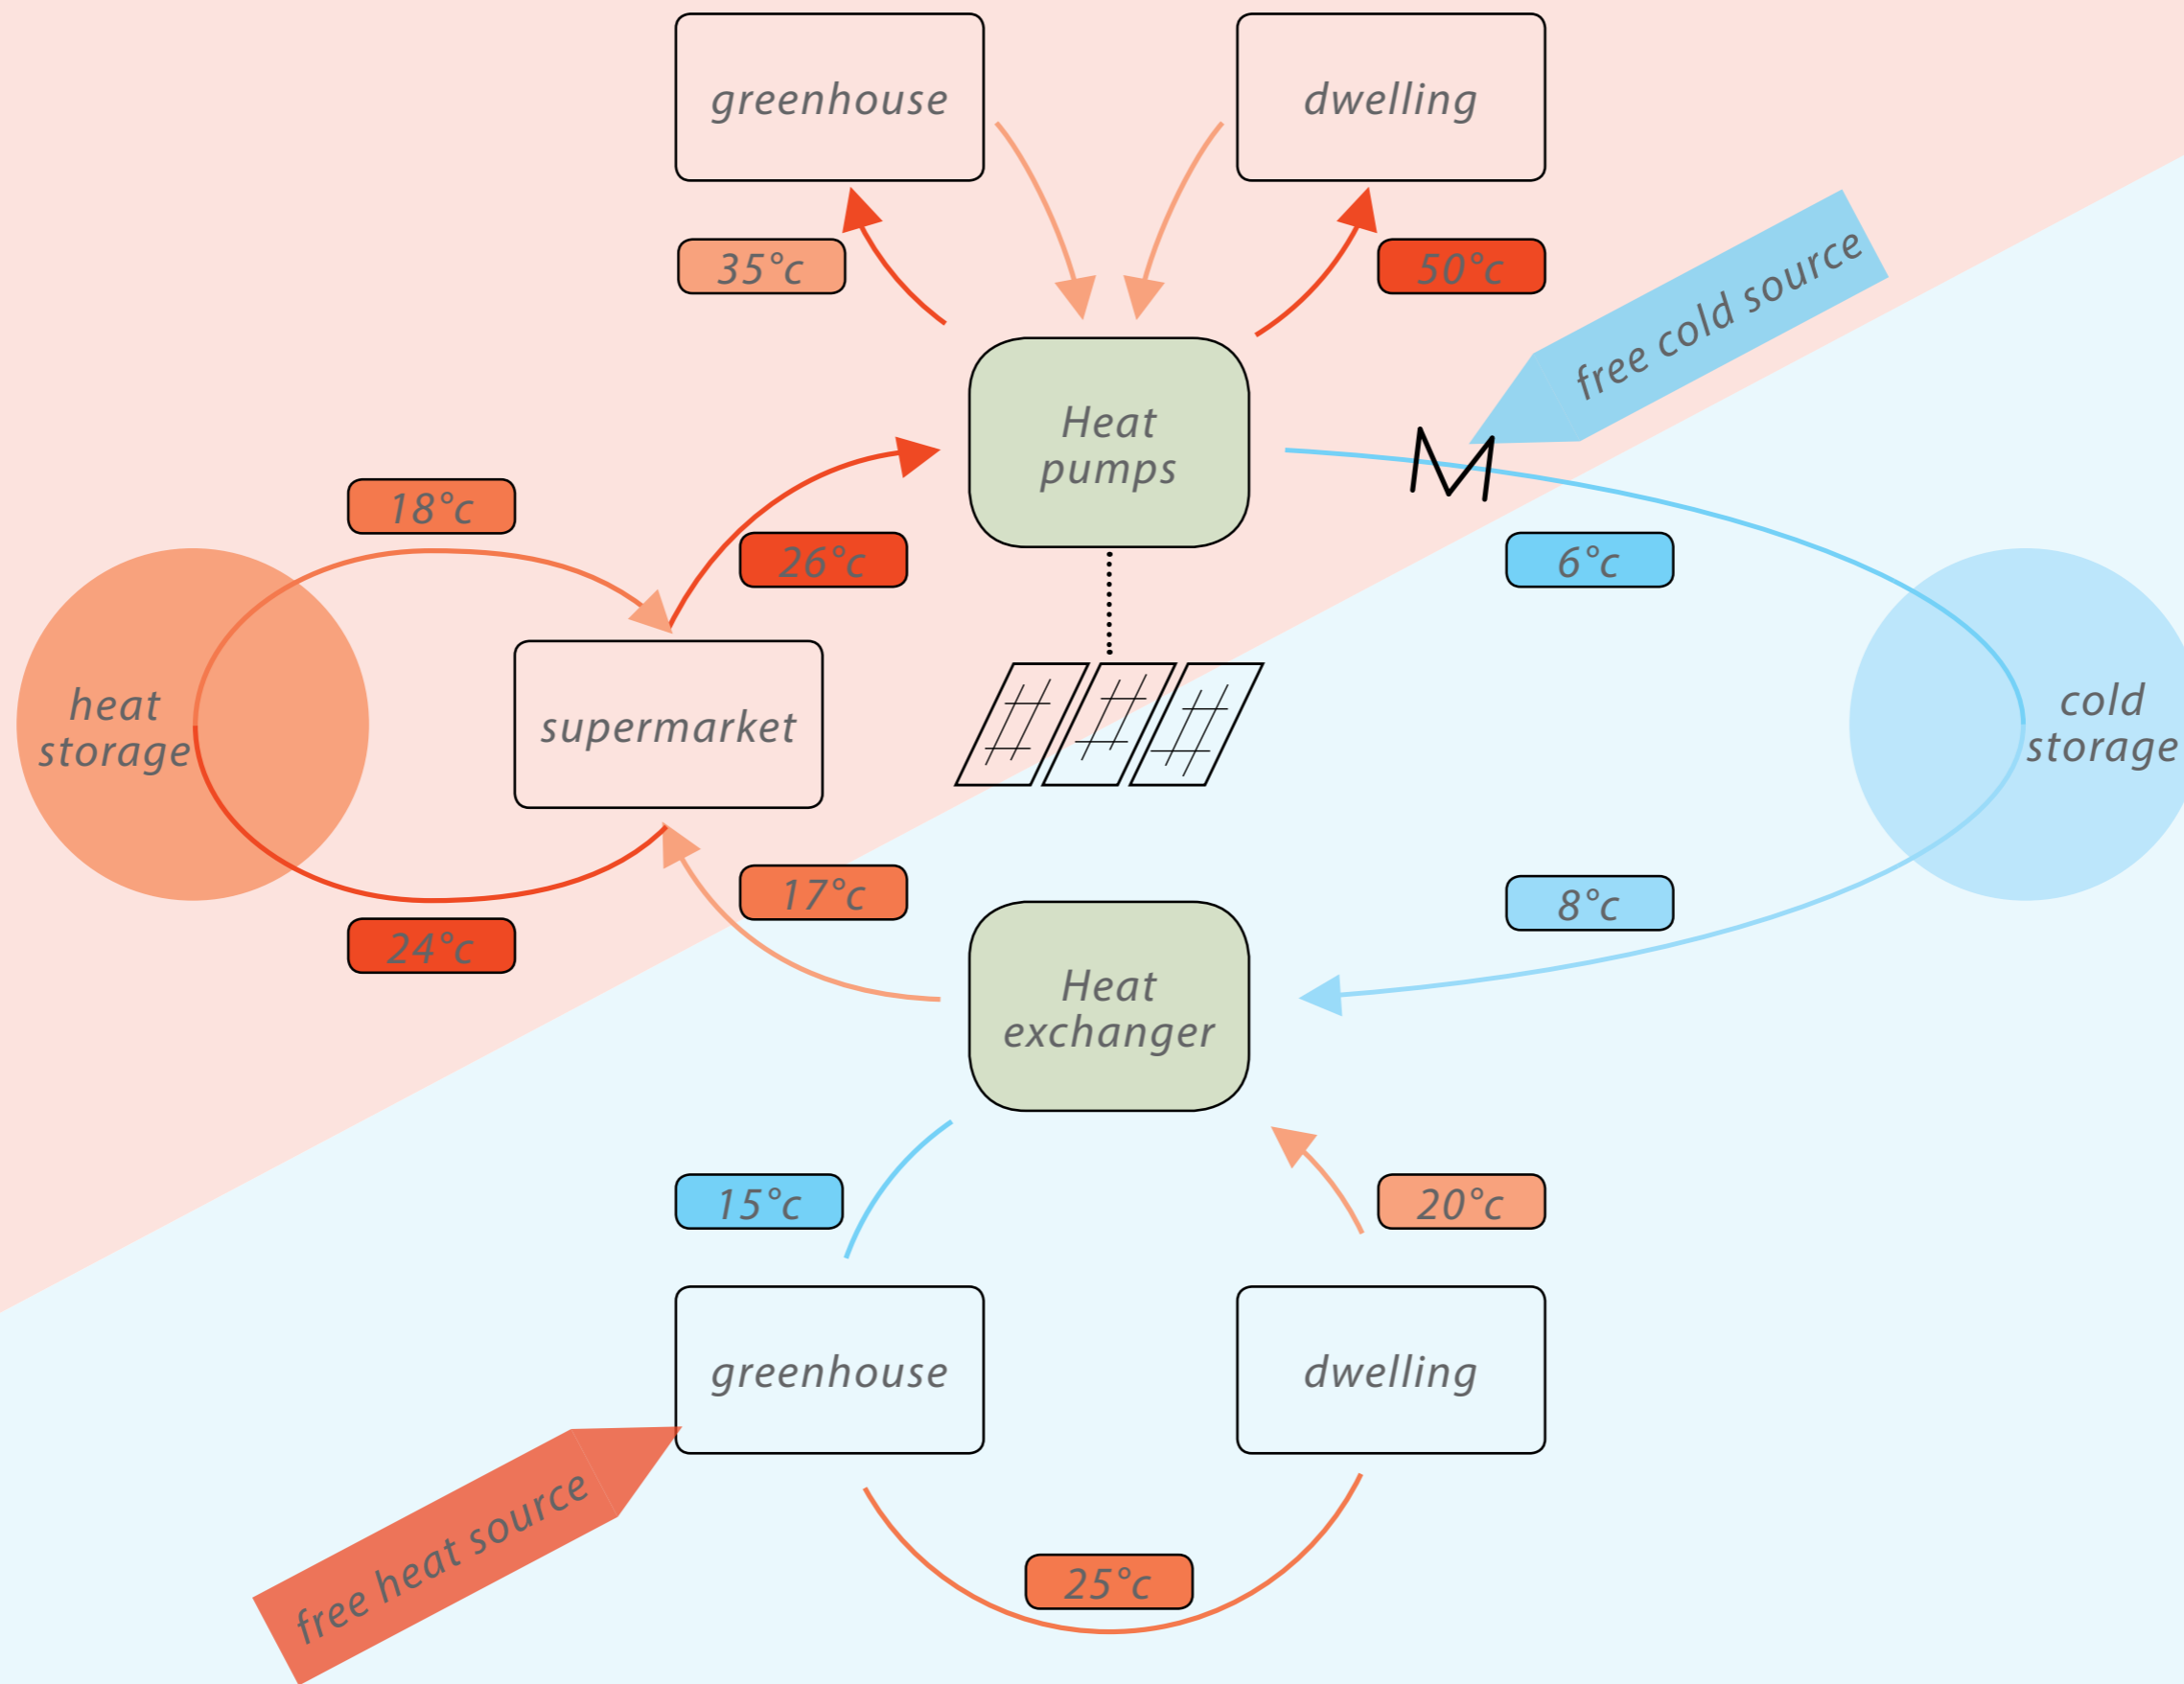 greenhouse
dwelling
35°c
50°c
free cold source
Heat
pumps
18°c
26°c
6°c
heat
storage
supermarket
cold
storage
17°c
8°c
24°c
Heat
exchanger
15°c
20°c
greenhouse
dwelling
free heat source
25°c